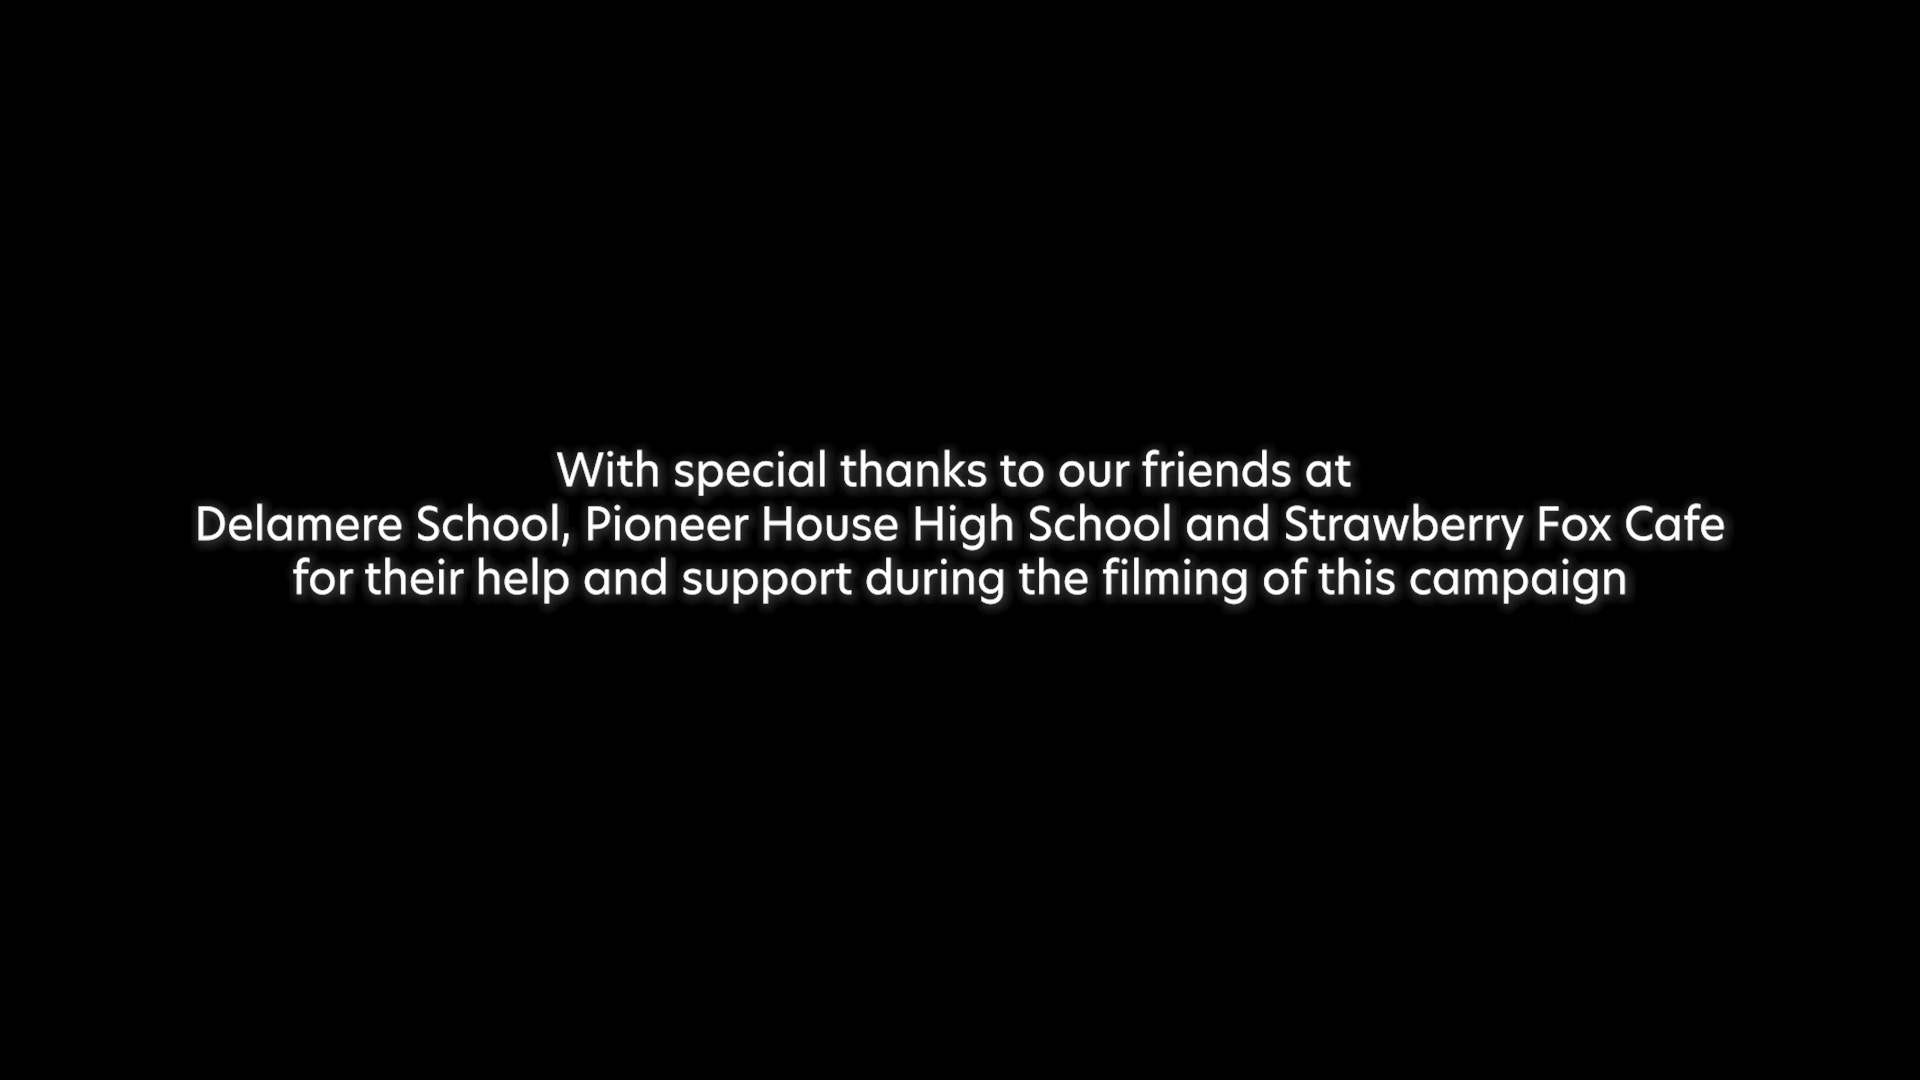 With special thanks to our friends at
Delamere School, Pioneer House High School and Strawberry Fox Cafe
for their help and support during the filming of this campaign